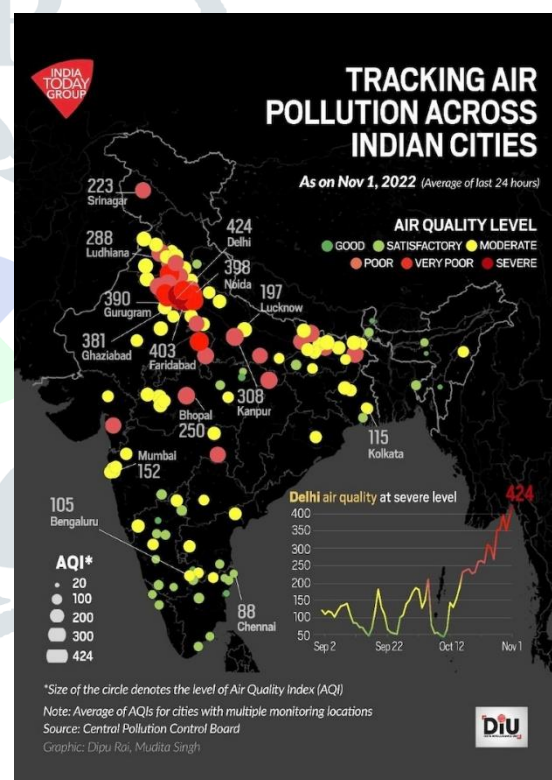 INDIA
TODAY
GROUP
TRACKING AIR
POLLUTION ACROSS
INDIAN CITIES
As on Nov 1, 2022 (Average of last 24 hours)
AIR QUALITY LEVEL
GOOD SATISFACTORY MODERATE
POOR VERY POOR SEVERE
223
Srinagar
288
Ludhiana
424
Delhi
398
Noida
390
Gurugram
197
Lucknow
381
Ghaziabad
403
Faridabad
308
Kanpur
Bhopal
250
115
Kolkata
Mumbai
152
105
Bengaluru
88
Chennai
AQI*
20
100
200
300
424
Delhi air quality at severe level
424
400
350
300
250
200
150
100
50
Sep 2 Sep 22 Oct 12 Nov 1
*Size of the circle denotes the level of Air Quality Index (AQI)
Note: Average of AQIs for cities with multiple monitoring locations
Source: Central Pollution Control Board
Graphic: Dipu Rai, Mudita Singh
DiU